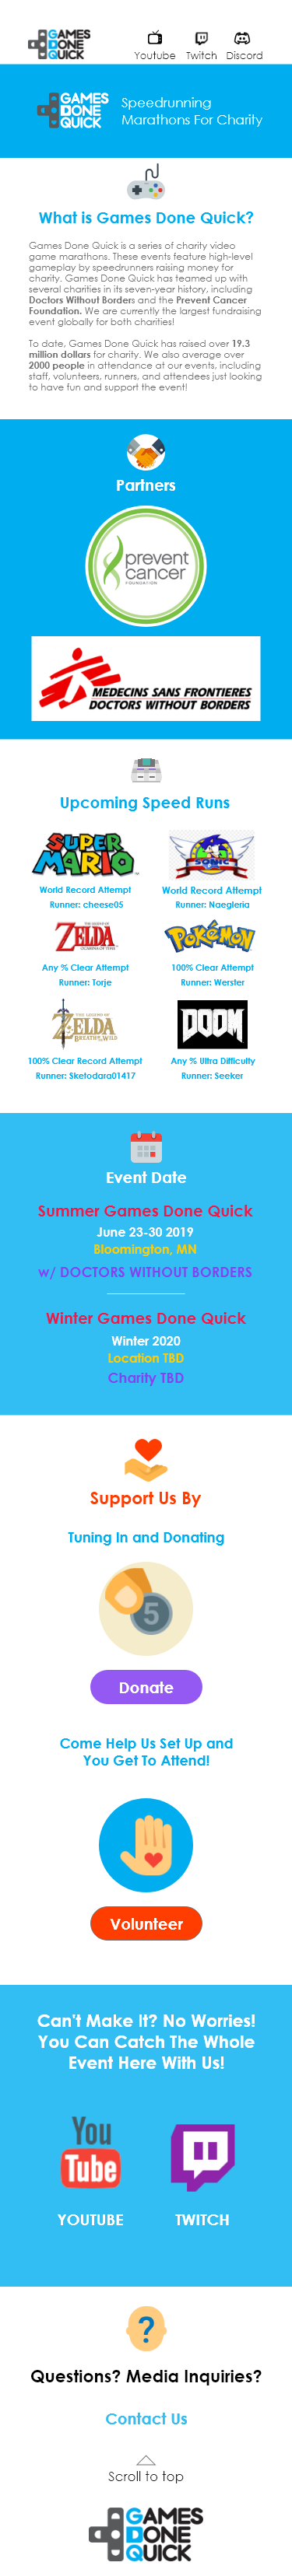 GAMES
DONE
QUICK
Youtube Twitch Discord
GAMES
DONE
QUICK
Speedrunning
Marathons For Charity
What is Games Done Quick?
Games Done Quick is a series of charity video
game marathons. These events feature high-level
gameplay by speedrunners raising money for
charity. Games Done Quick has teamed up with
several charities in its seven-year history, including
Doctors Without Borders and the Prevent Cancer
Foundation. We are currently the largest fundraising
event globally for both charities!
To date, Games Done Quick has raised over 19.3
million dollars for charity. We also average over
2000 people in attendance at our events, including
staff, volunteers, runners, and attendees just looking
to have fun and support the event!
Partners
prevent
cancer
FOUNDATION
MEDECINS SANS FRONTIERES
DOCTORS WITHOUT BORDERS
Upcoming Speed Runs
SUPER
MARIO
World Record Attempt
Runner: cheese05
SONIC
World Record Attempt
Runner: Naegleria
THE LEGEND OF
ZELDA
OCARINA OF TIME
Any % Clear Attempt
Runner: Torje
POKéMON
100% Clear Attempt
Runner: Werster
THE LEGEND OF
ZELDA
BREATH OF THE WILD
100% Clear Record Attempt
Runner: Sketodara01417
DOOM
Any % Ultra Difficulty
Runner: Seeker
Event Date
Summer Games Done Quick
June 23-30 2019
Bloomington, MN
w/ DOCTORS WITHOUT BORDERS
Winter Games Done Quick
Winter 2020
Location TBD
Charity TBD
Support Us By
Tuning In and Donating
5
Donate
Come Help Us Set Up and
You Get To Attend!
Volunteer
Can't Make It? No Worries!
You Can Catch The Whole
Event Here With Us!
You
Tube
YOUTUBE
TWITCH
?
Questions? Media Inquiries?
Contact Us
Scroll to top
GAMES
DONE
QUICK